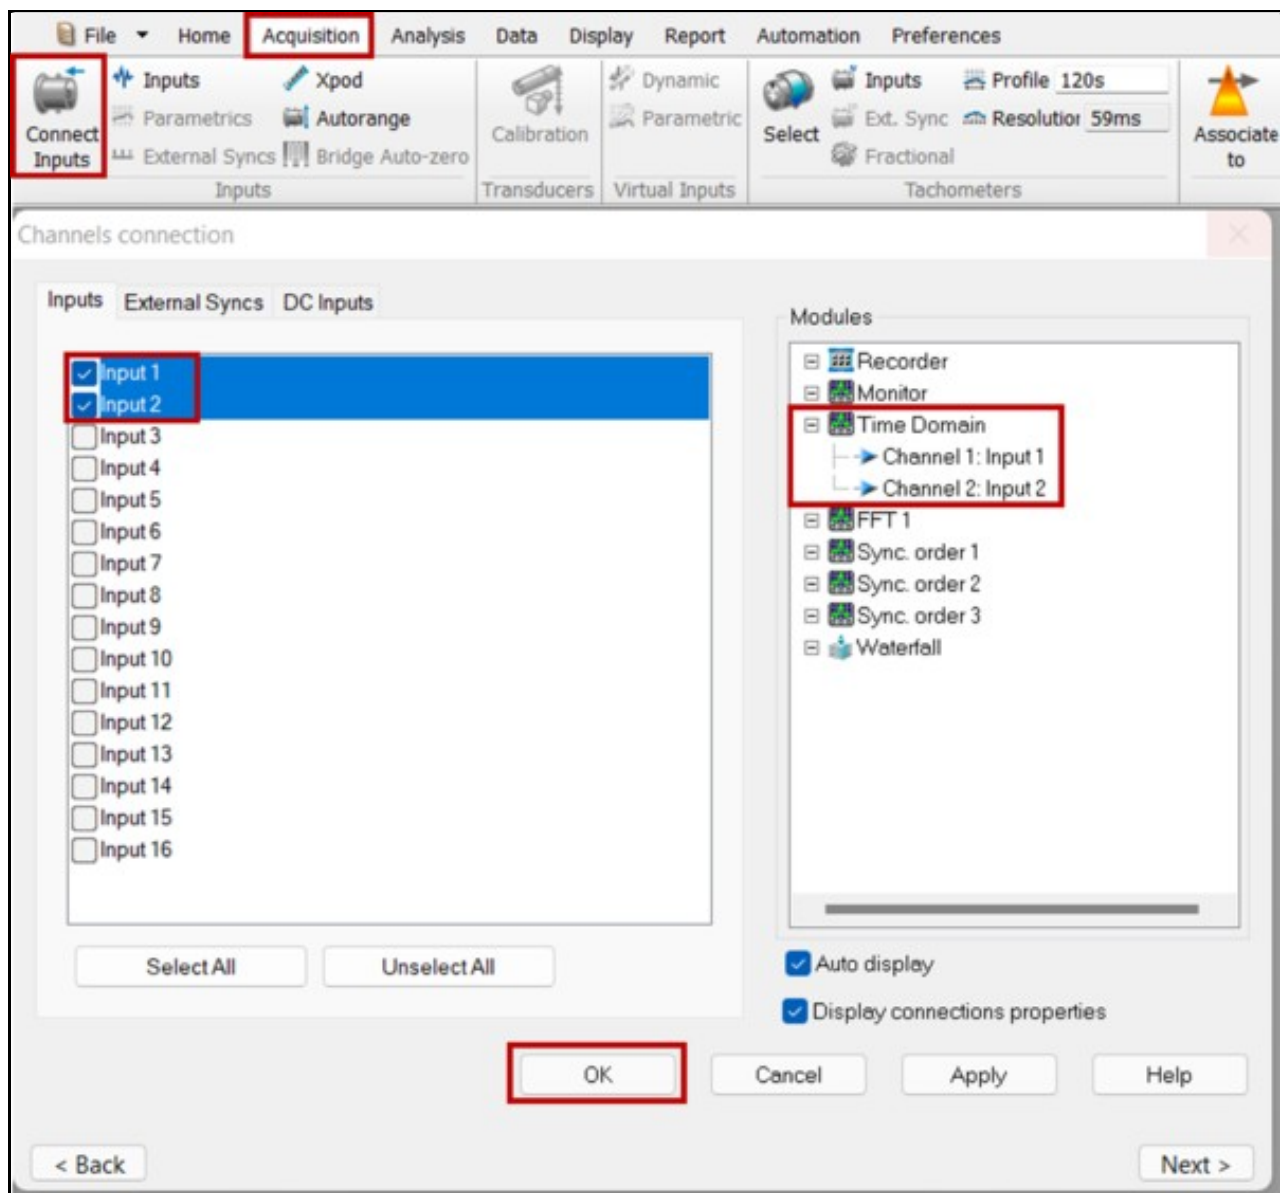 File Home Acquisition Analysis Data Display Report Automation Preferences
Connect Inputs
Inputs Xpod
Parametrics Autorange
External Syncs Bridge Auto-zero
Inputs
Calibration
Transducers
Dynamic
Parametric
Virtual Inputs
Select
Inputs Profile 120s
Ext. Sync Resolutior 59ms
Fractional
Tachometers
Associate
to
Channels connection
Inputs External Syncs DC Inputs
Input 1
Input 2
Input 3
Input 4
Input 5
Input 6
Input 7
Input 8
Input 9
Input 10
Input 11
Input 12
Input 13
Input 14
Input 15
Input 16
Select All Unselect All
Modules
Recorder
Monitor
Time Domain
Channel 1: Input 1
Channel 2: Input 2
FFT 1
Sync. order 1
Sync. order 2
Sync. order 3
Waterfall
Auto display
Display connections properties
OK Cancel Apply Help
< Back Next >